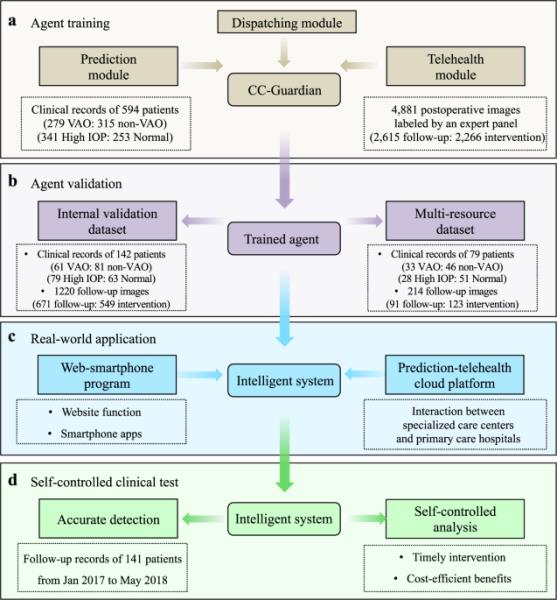 a Agent training
Dispatching module
Prediction
module
CC-Guardian
Telehealth
module
Clinical records of 594 patients
(279 VAO: 315 non-VAO)
(341 High IOP: 253 Normal)
4,881 postoperative images
labeled by an expert panel
(2,615 follow-up: 2,266 intervention)
b Agent validation
Internal validation
dataset
Trained agent
Multi-resource
dataset
• Clinical records of 142 patients
(61 VAO: 81 non-VAO)
(79 High IOP: 63 Normal)
• 1220 follow-up images
(671 follow-up: 549 intervention)
• Clinical records of 79 patients
(33 VAO: 46 non-VAO)
(28 High IOP: 51 Normal)
• 214 follow-up images
(91 follow-up: 123 intervention)
c Real-world application
Web-smartphone
program
Intelligent system
Prediction-telehealth
cloud platform
• Website function
• Smartphone apps
Interaction between
specialized care centers
and primary care hospitals
d Self-controlled clinical test
Accurate detection
Intelligent system
Self-controlled
analysis
Follow-up records of 141 patients
from Jan 2017 to May 2018
• Timely intervention
• Cost-efficient benefits